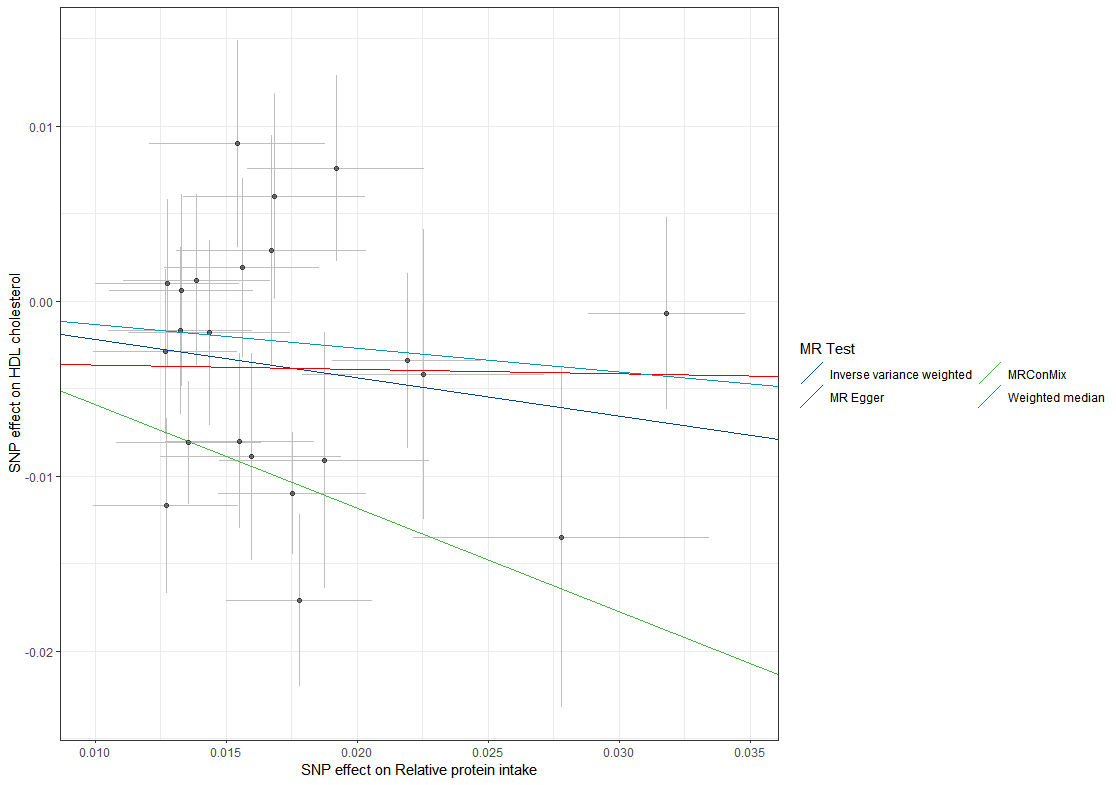 0.01
0.00
-0.01
-0.02
SNP effect on HDL cholesterol
0.010
0.015
0.020
0.025
0.030
0.035
SNP effect on Relative protein intake
MR Test
Inverse variance weighted
MRConMix
MR Egger
Weighted median